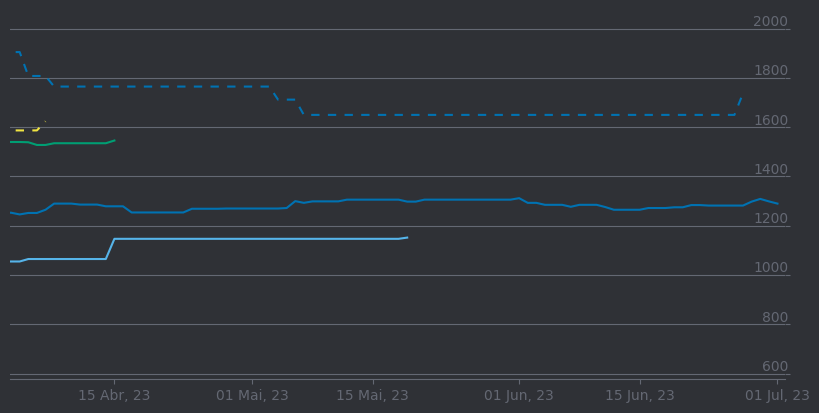 2000
1800
1600
1400
1200
1000
800
600
15 Abr, 23
01 Mai, 23
15 Mai, 23
01 Jun, 23
15 Jun, 23
01 Jul, 23